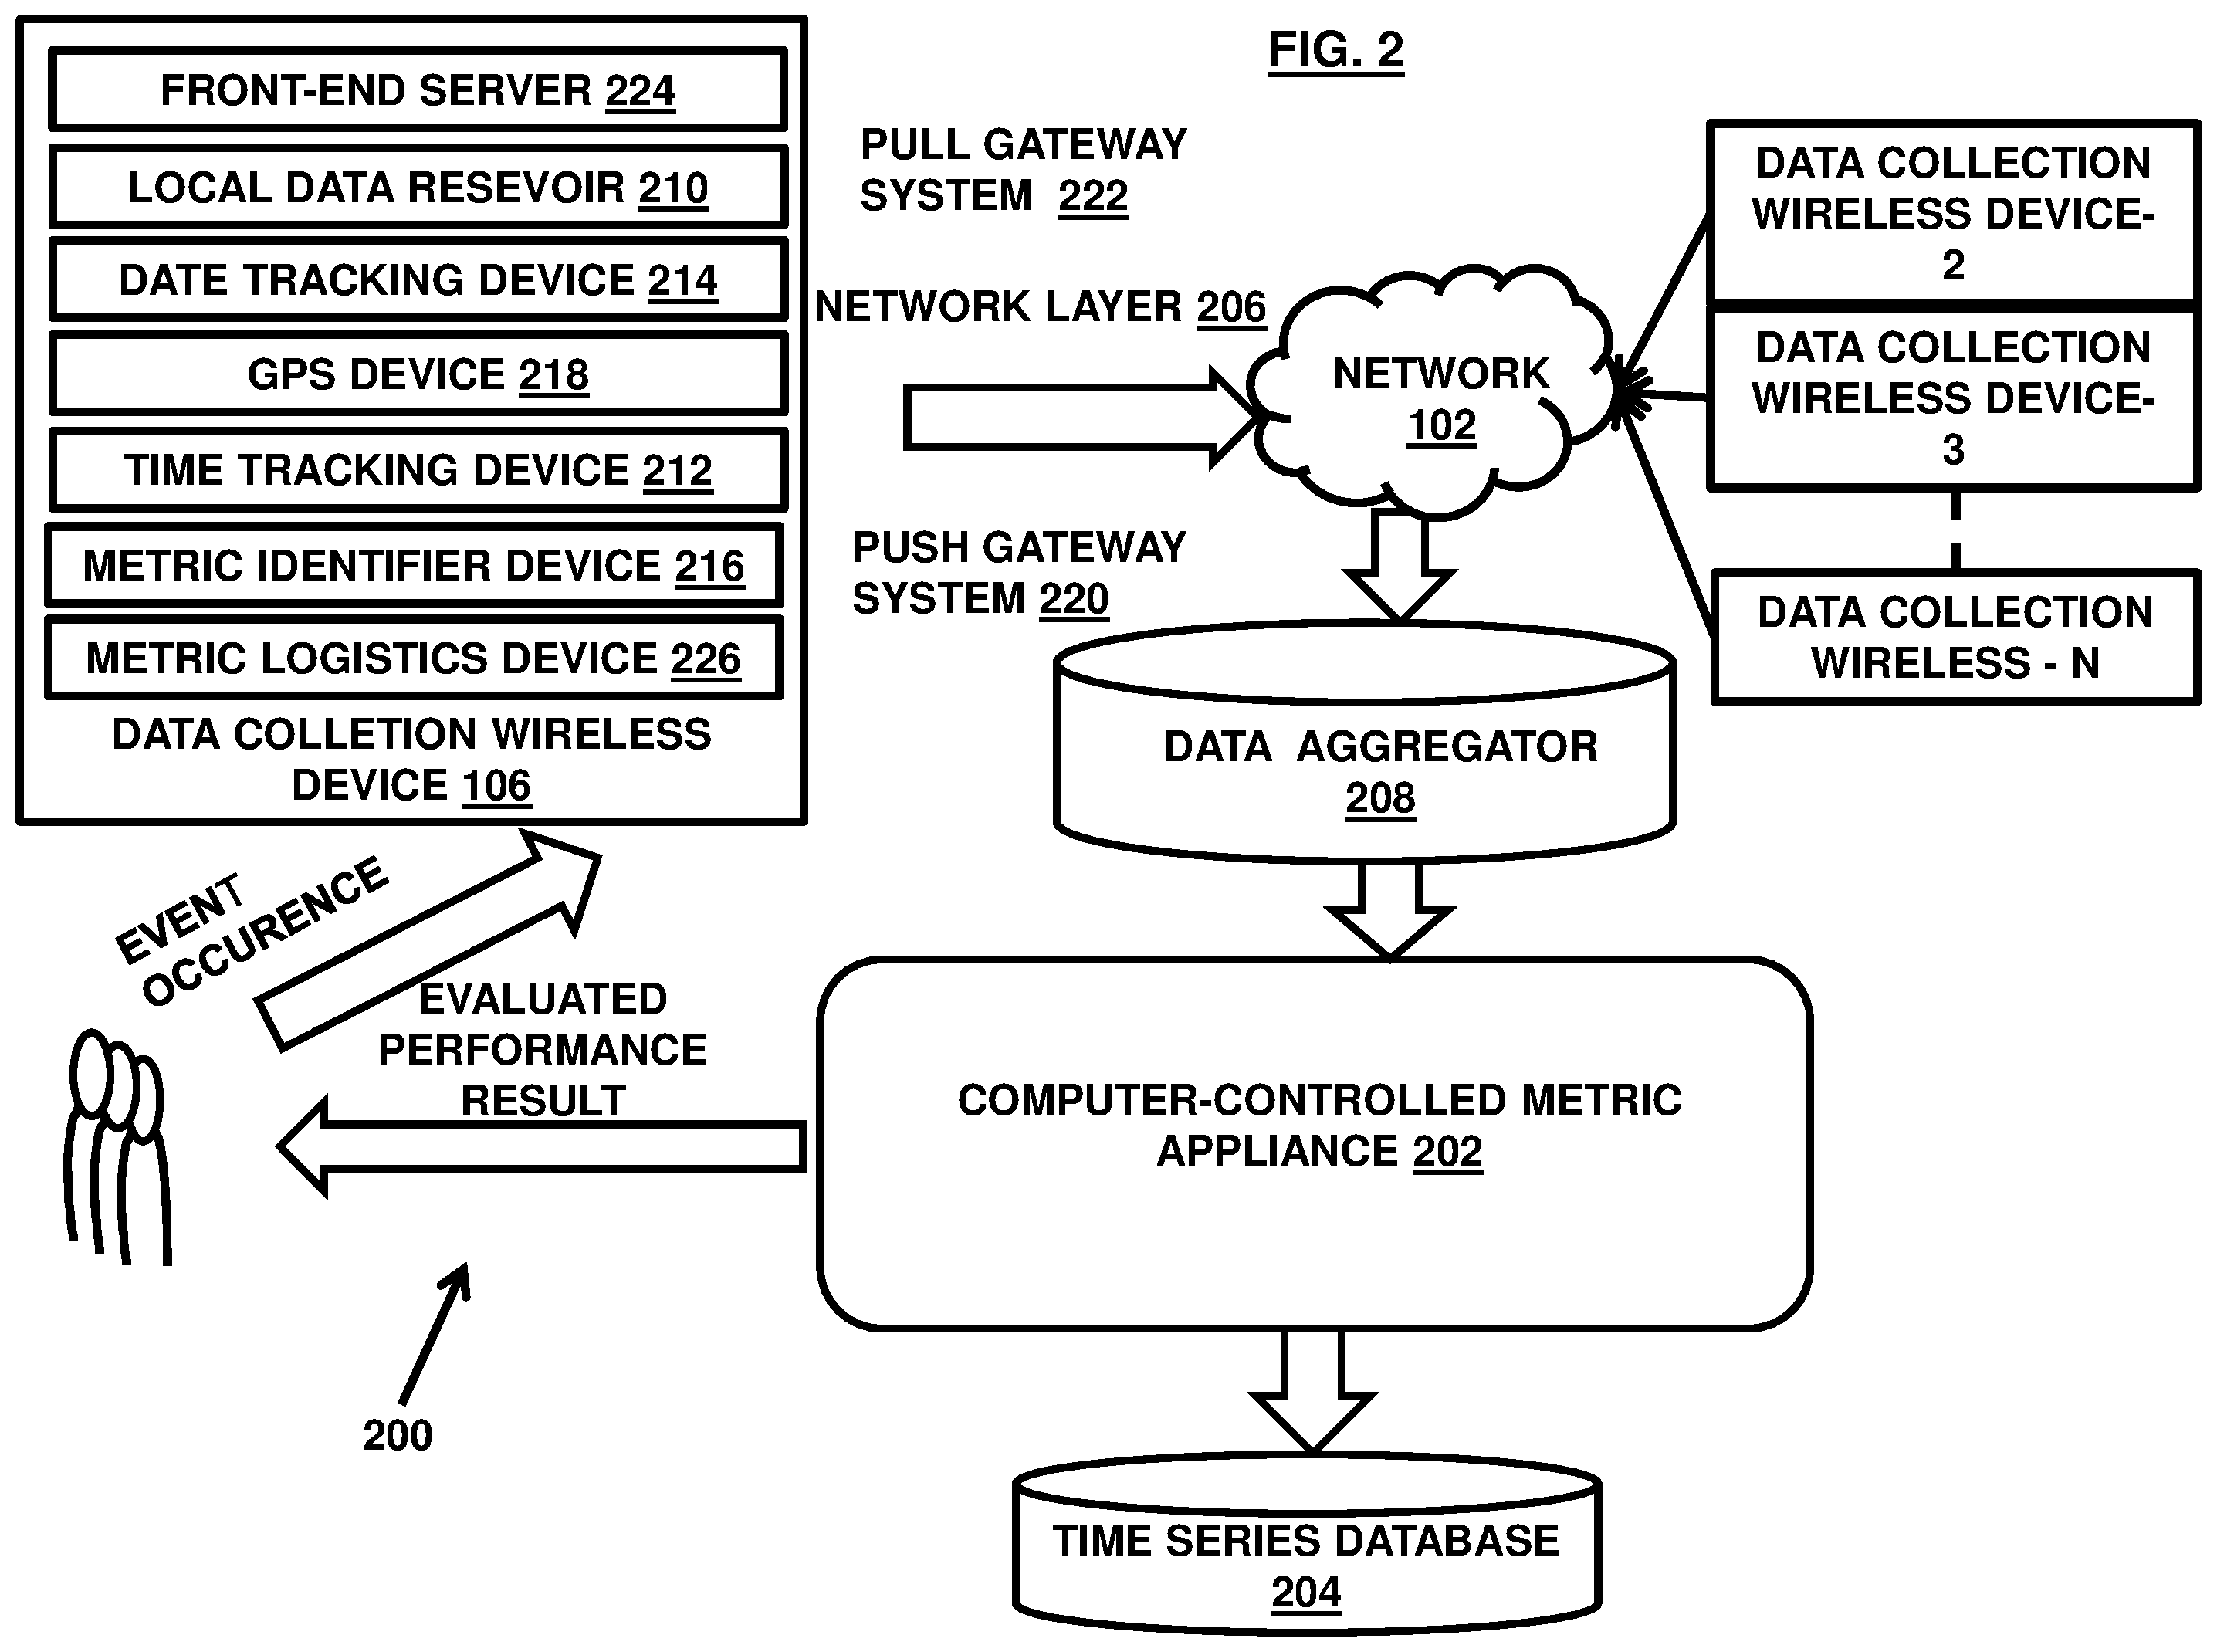 FIG. 2
FRONT-END SERVER 224
LOCAL DATA RESEVOIR 210
DATE TRACKING DEVICE 214
GPS DEVICE 218
TIME TRACKING DEVICE 212
METRIC IDENTIFIER DEVICE 216
METRIC LOGISTICS DEVICE 226
DATA COLLETION WIRELESS
DEVICE 106
PULL GATEWAY
SYSTEM 222
NETWORK LAYER 206
PUSH GATEWAY
SYSTEM 220
NETWORK
102
DATA COLLECTION
WIRELESS DEVICE-
2
DATA COLLECTION
WIRELESS DEVICE-
3
DATA COLLECTION
WIRELESS - N
DATA AGGREGATOR
208
EVENT
OCCURENCE
EVALUATED
PERFORMANCE
RESULT
COMPUTER-CONTROLLED METRIC
APPLIANCE 202
200
TIME SERIES DATABASE
204